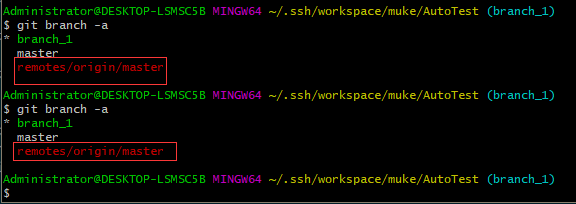 Administrator@DESKTOP-LSMSC5B MINGW64 ~/.ssh/workspace/muke/AutoTest (branch_1)
$ git branch -a
* branch_1
master
remotes/origin/master
Administrator@DESKTOP-LSMSC5B MINGW64 ~/.ssh/workspace/muke/AutoTest (branch_1)
$ git branch -a
* branch_1
master
remotes/origin/master
Administrator@DESKTOP-LSMSC5B MINGW64 ~/.ssh/workspace/muke/AutoTest (branch_1)
$